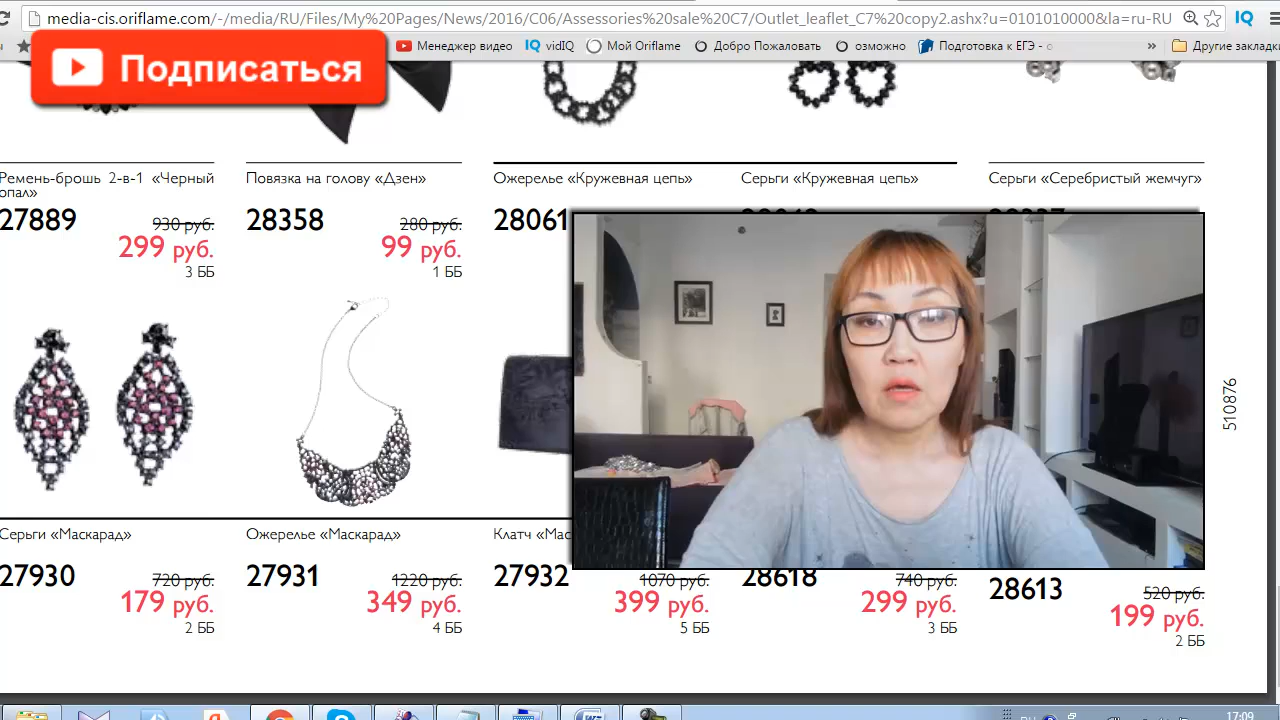 media-cis.oriflame.com/-/media/RU/Files/My%20Pages/News/2016/C06/Assessories%20sale%2007/Outlet_leaflet_C7%20copy2.ashx?u=0101010000&la=ru-RU
Менеджер видео vidIQ Мой Oriflame Добро Пожаловать озможно Подготовка к ЕГЭ - » Другие заклад
Подписаться
Ремень-брошь 2-в-1 «Черный
опал»
27889 930 руб.
299 руб.
3 ББ
Повязка на голову «Дзен»
28358 280 руб.
99 руб.
1 ББ
Ожерелье «Кружевная цепь»
28061
Серьги «Кружевная цепь»
Серьги «Серебристый жемчуг»
510876
Серьги «Маскарад»
27930 720 руб.
179 руб.
2 ББ
Ожерелье «Маскарад»
27931 1220 руб.
349 руб.
4 ББ
Клатч «Мас
27932 1070 руб.
399 руб.
5 ББ
28618 740 руб.
299 руб.
3 ББ
28613 520 руб.
199 руб.
2 ББ
17:09